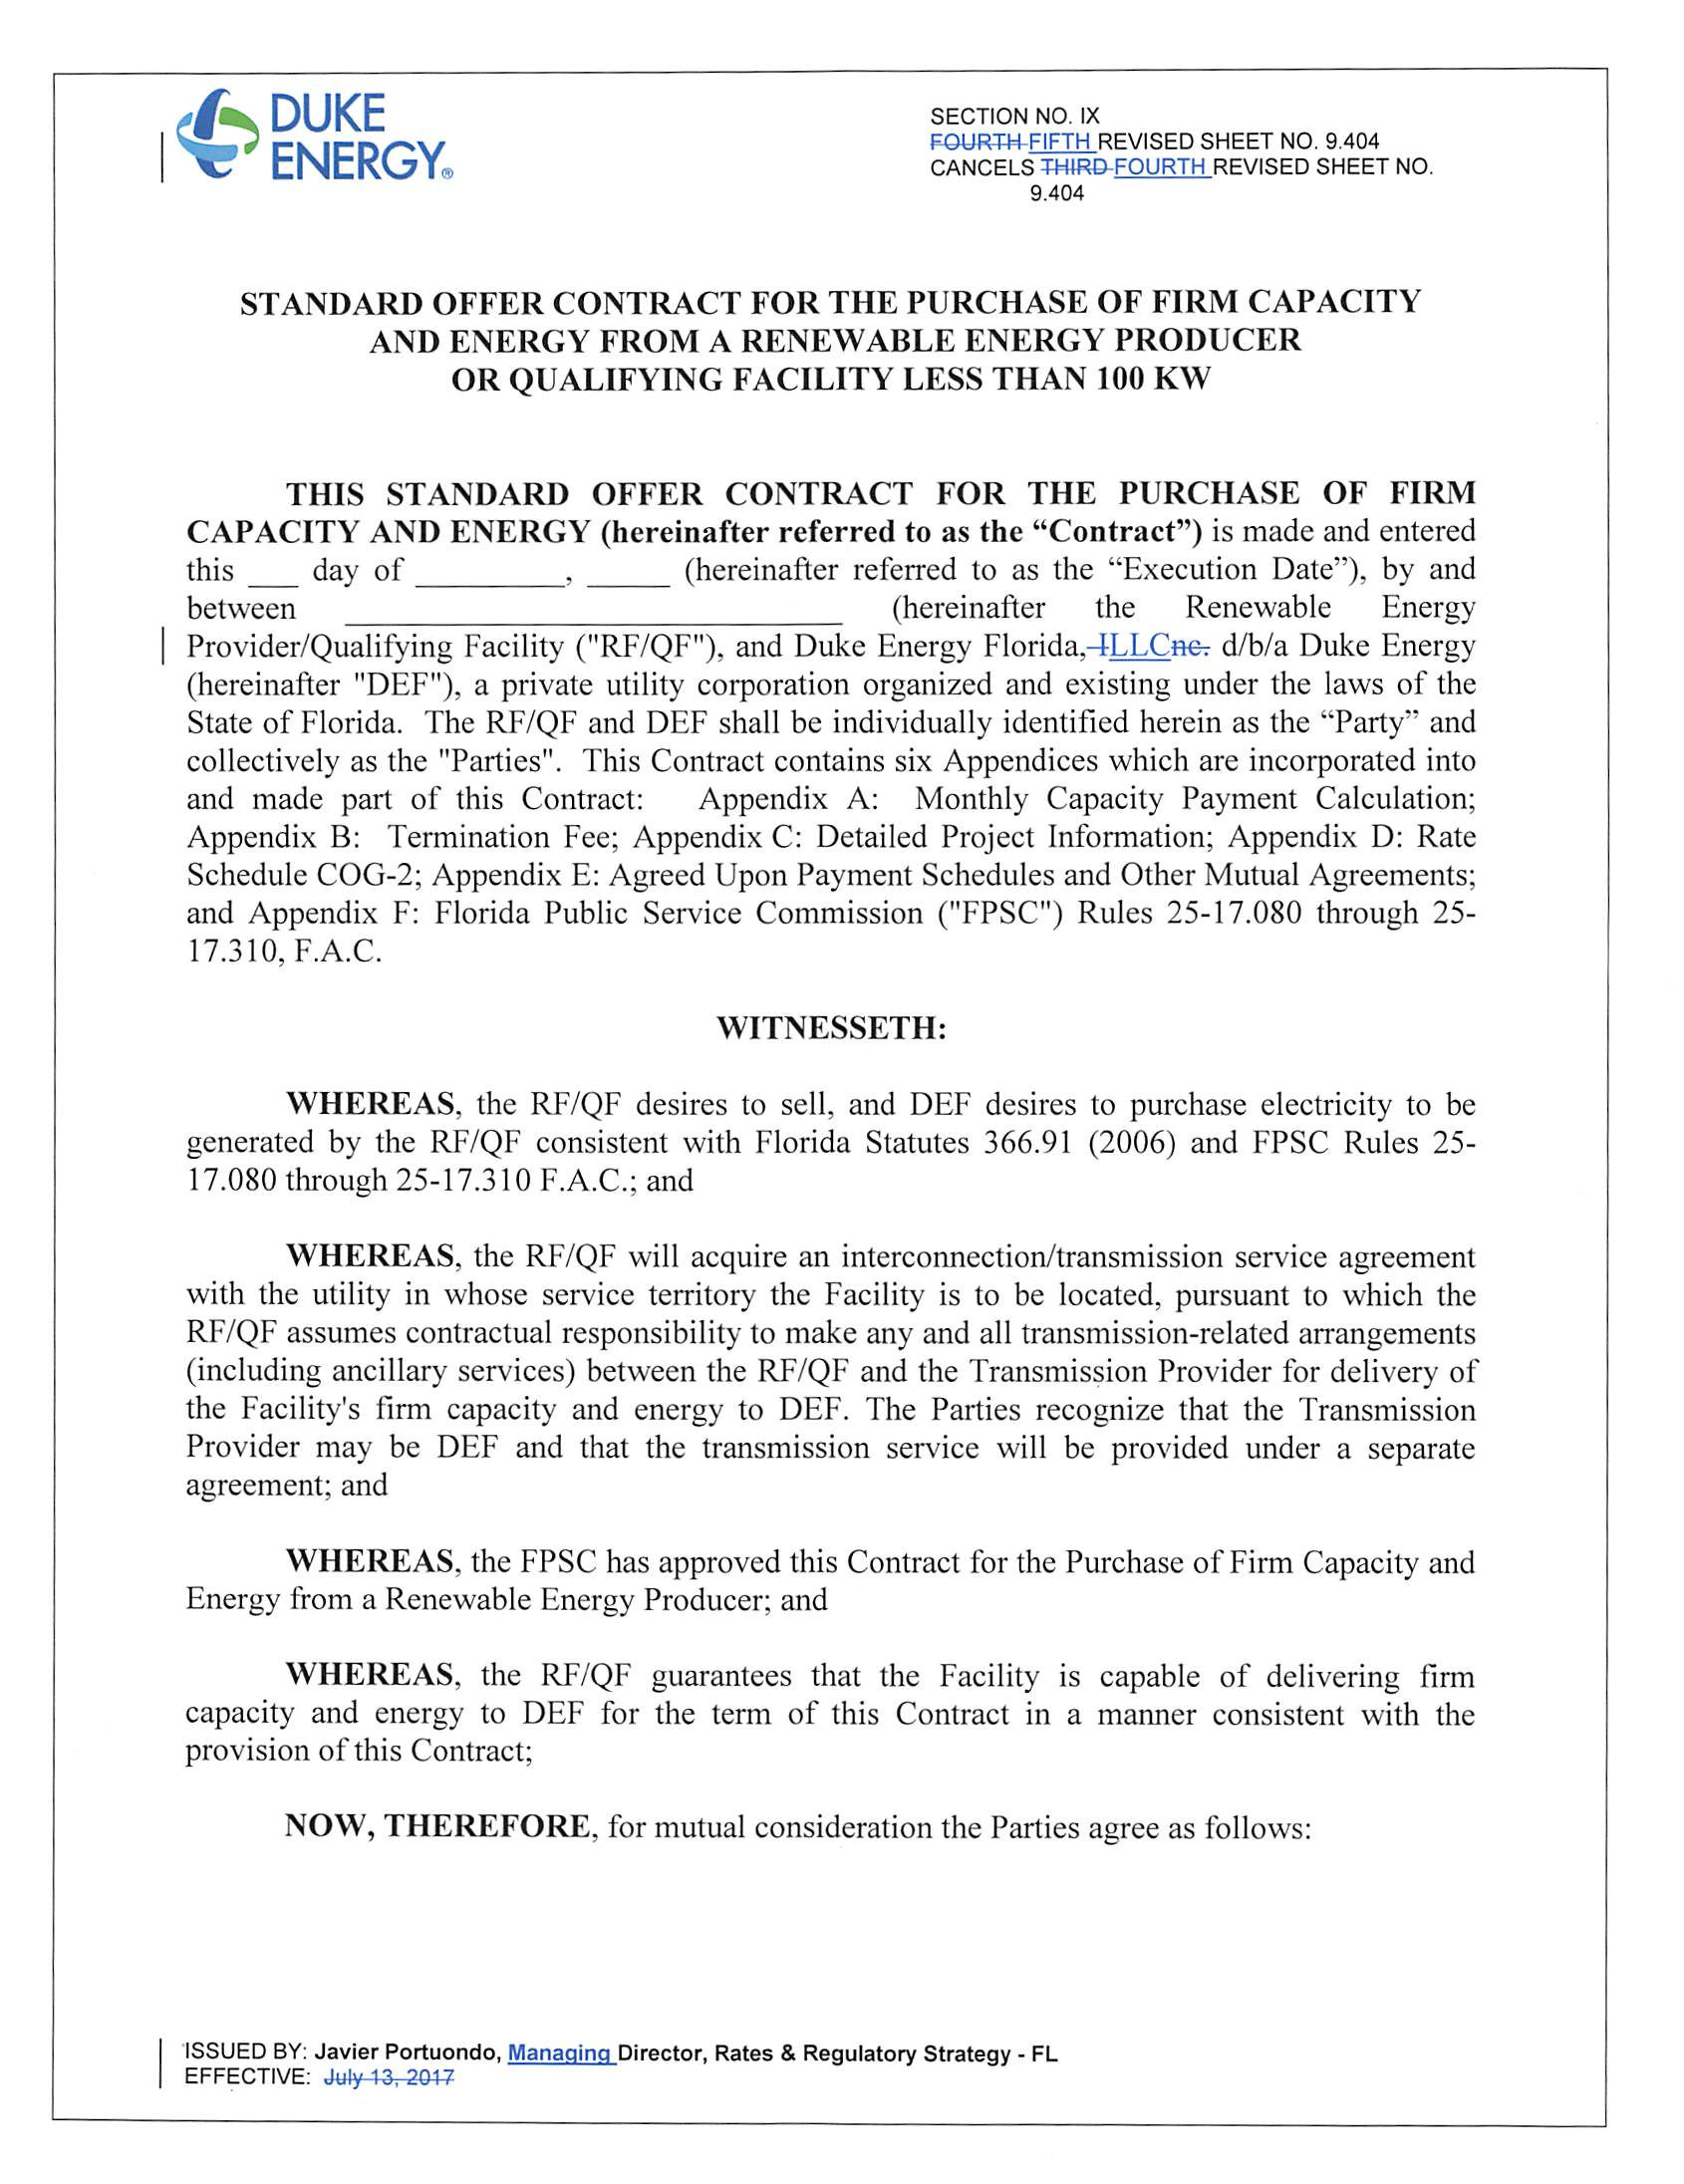 DUKE
ENERGY®
SECTION NO. IX
FOURTH FIFTH REVISED SHEET NO. 9.404
CANCELS THIRD FOURTH REVISED SHEET NO.
9.404
STANDARD OFFER CONTRACT FOR THE PURCHASE OF FIRM CAPACITY
AND ENERGY FROM A RENEWABLE ENERGY PRODUCER
OR QUALIFYING FACILITY LESS THAN 100 KW
THIS STANDARD OFFER CONTRACT FOR THE PURCHASE OF FIRM
CAPACITY AND ENERGY (hereinafter referred to as the “Contract”) is made and entered
this ___ day of _________, _____ (hereinafter referred to as the “Execution Date”), by and
between ______________________________ (hereinafter the Renewable Energy
Provider/Qualifying Facility ("RF/QF"), and Duke Energy Florida, ILLCnc. d/b/a Duke Energy
(hereinafter "DEF"), a private utility corporation organized and existing under the laws of the
State of Florida. The RF/QF and DEF shall be individually identified herein as the “Party” and
collectively as the "Parties". This Contract contains six Appendices which are incorporated into
and made part of this Contract: Appendix A: Monthly Capacity Payment Calculation;
Appendix B: Termination Fee; Appendix C: Detailed Project Information; Appendix D: Rate
Schedule COG-2; Appendix E: Agreed Upon Payment Schedules and Other Mutual Agreements;
and Appendix F: Florida Public Service Commission ("FPSC") Rules 25-17.080 through 25-
17.310, F.A.C.
WITNESSETH:
WHEREAS, the RF/QF desires to sell, and DEF desires to purchase electricity to be
generated by the RF/QF consistent with Florida Statutes 366.91 (2006) and FPSC Rules 25-
17.080 through 25-17.310 F.A.C.; and
WHEREAS, the RF/QF will acquire an interconnection/transmission service agreement
with the utility in whose service territory the Facility is to be located, pursuant to which the
RF/QF assumes contractual responsibility to make any and all transmission-related arrangements
(including ancillary services) between the RF/QF and the Transmission Provider for delivery of
the Facility's firm capacity and energy to DEF. The Parties recognize that the Transmission
Provider may be DEF and that the transmission service will be provided under a separate
agreement; and
WHEREAS, the FPSC has approved this Contract for the Purchase of Firm Capacity and
Energy from a Renewable Energy Producer; and
WHEREAS, the RF/QF guarantees that the Facility is capable of delivering firm
capacity and energy to DEF for the term of this Contract in a manner consistent with the
provision of this Contract;
NOW, THEREFORE, for mutual consideration the Parties agree as follows:
ISSUED BY: Javier Portuondo, Managing Director, Rates & Regulatory Strategy - FL
EFFECTIVE: July 13, 2017